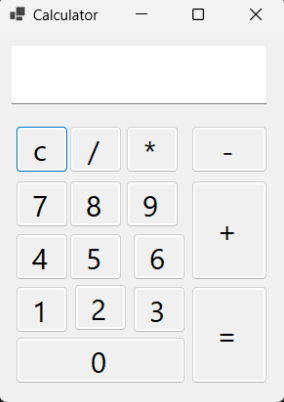 Calculator
c / * -
7 8 9 +
4 5 6
1 2 3 =
0